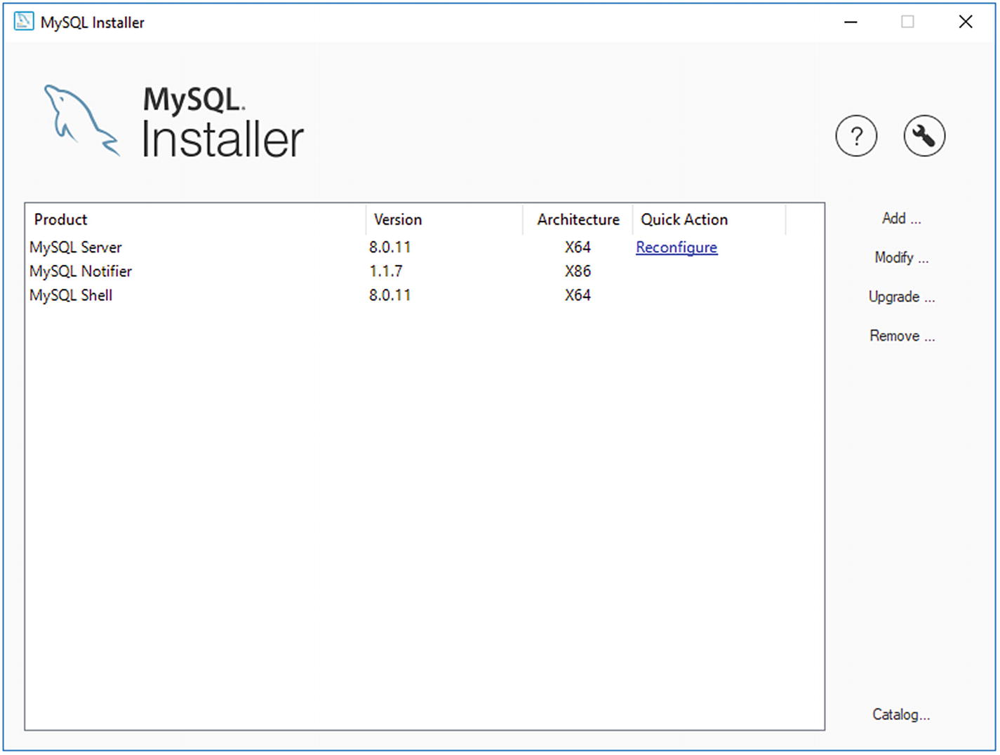 MySQL Installer
MySQL.
Installer
?
Product Version Architecture Quick Action
MySQL Server 8.0.11 X64 Reconfigure
MySQL Notifier 1.1.7 X86
MySQL Shell 8.0.11 X64
Add ...
Modify ...
Upgrade ...
Remove ...
Catalog...